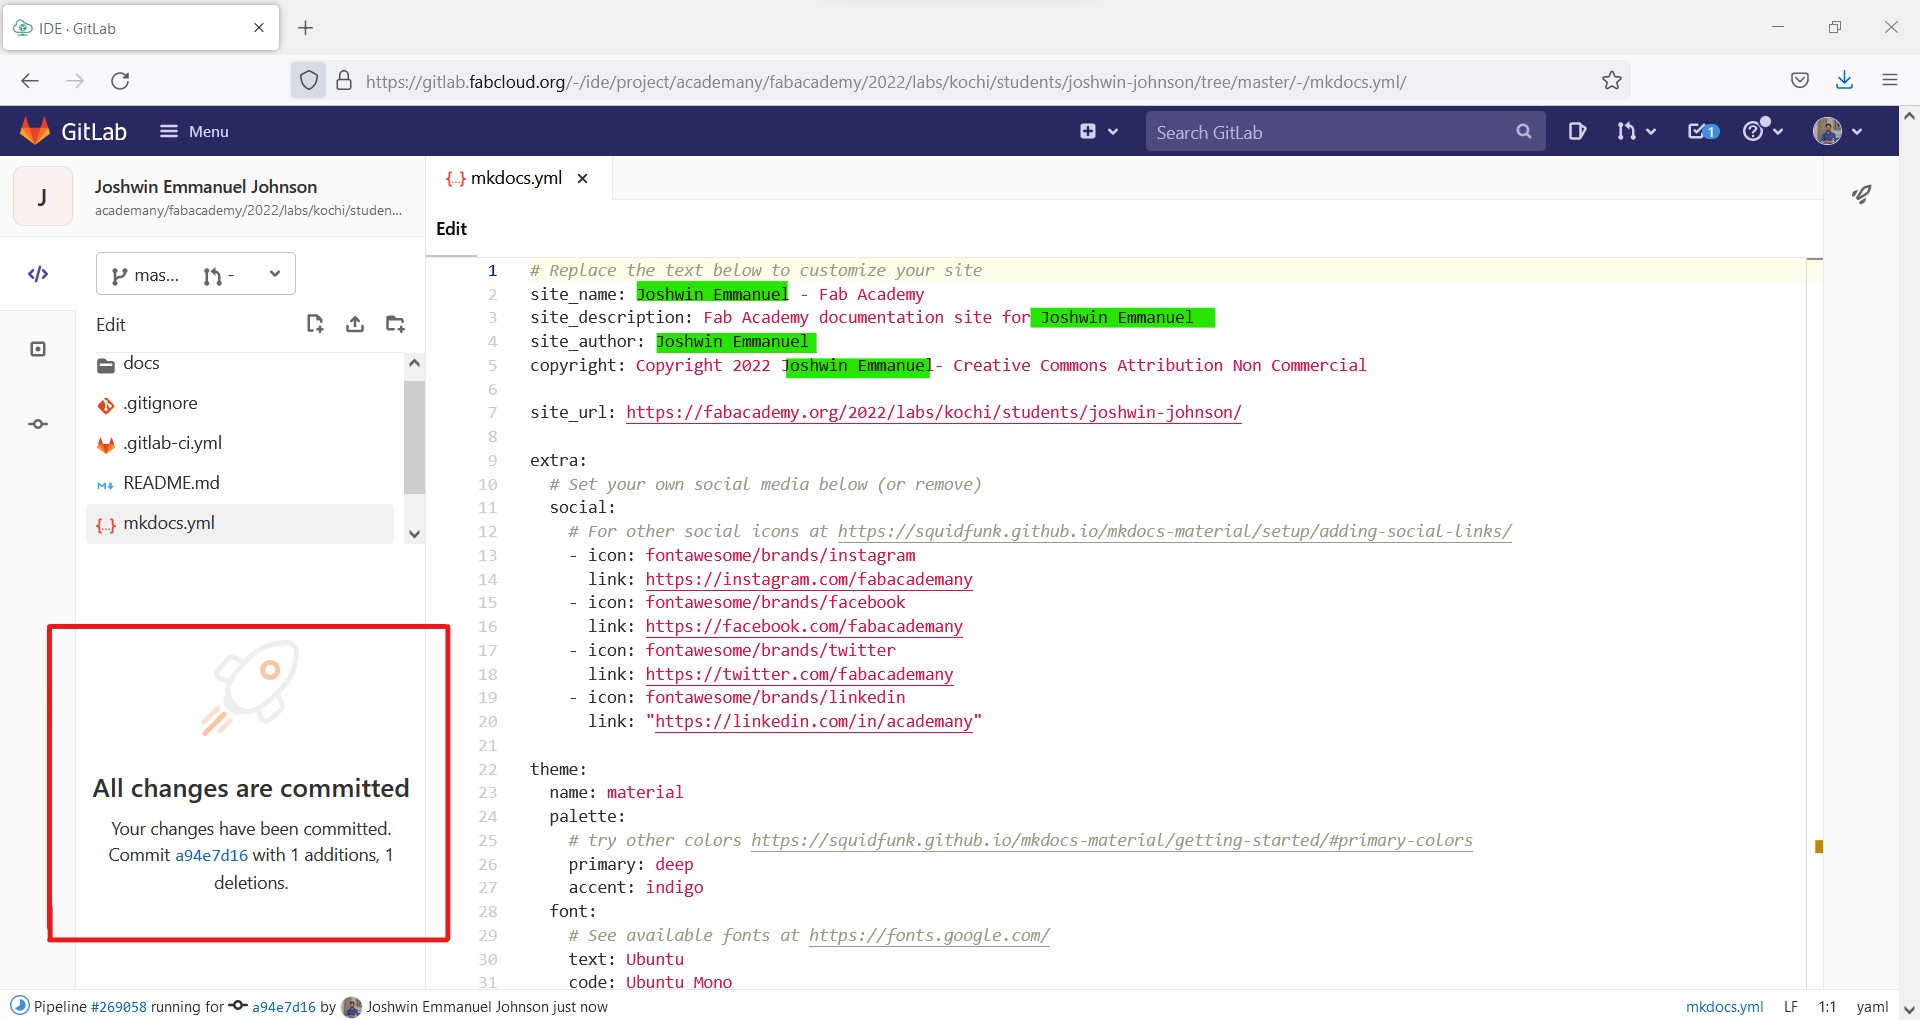 IDE · GitLab
https://gitlab.fabcloud.org/-/ide/project/academany/fabacademy/2022/labs/kochi/students/joshwin-johnson/tree/master/-/mkdocs.yml/
GitLab Menu Search GitLab 1
J
Joshwin Emmanuel Johnson
academany/fabacademy/2022/labs/kochi/studen...
mas... -
Edit
docs
.gitignore
.gitlab-ci.yml
README.md
mkdocs.yml
All changes are committed
Your changes have been committed.
Commit a94e7d16 with 1 additions, 1
deletions.
mkdocs.yml
Edit
1 # Replace the text below to customize your site
2 site_name: Joshwin Emmanuel - Fab Academy
3 site_description: Fab Academy documentation site for Joshwin Emmanuel
4 site_author: Joshwin Emmanuel
5 copyright: Copyright 2022 Joshwin Emmanuel- Creative Commons Attribution Non Commercial
6
7 site_url: https://fabacademy.org/2022/labs/kochi/students/joshwin-johnson/
8
9 extra:
10 # Set your own social media below (or remove)
11 social:
12 # For other social icons at https://squidfunk.github.io/mkdocs-material/setup/adding-social-links/
13 - icon: fontawesome/brands/instagram
14 link: https://instagram.com/fabacademany
15 - icon: fontawesome/brands/facebook
16 link: https://facebook.com/fabacademany
17 - icon: fontawesome/brands/twitter
18 link: https://twitter.com/fabacademany
19 - icon: fontawesome/brands/linkedin
20 link: "https://linkedin.com/in/academany"
21
22 theme:
23 name: material
24 palette:
25 # try other colors https://squidfunk.github.io/mkdocs-material/getting-started/#primary-colors
26 primary: deep
27 accent: indigo
28 font:
29 # See available fonts at https://fonts.google.com/
30 text: Ubuntu
31 code: Ubuntu Mono
Pipeline #269058 running for a94e7d16 by Joshwin Emmanuel Johnson just now
mkdocs.yml LF 1:1 yaml